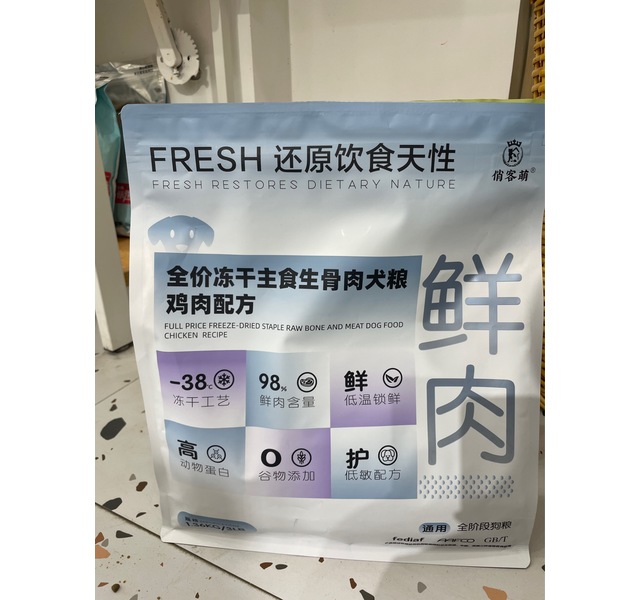 FRESH 还原饮食天性
FRESH RESTORES DIETARY NATURE
俏客萌®
全价冻干主食生骨肉犬粮
鸡肉配方
FULL PRICE FREEZE-DRIED STAPLE RAW BONE AND MEAT DOG FOOD
CHICKEN RECIPE
鲜肉
-38℃
冻干工艺
98%
鲜肉含量
鲜
低温锁鲜
高
动物蛋白
0
谷物添加
护
低敏配方
通用 全阶段狗粮
fediaf AAFCO GB/T